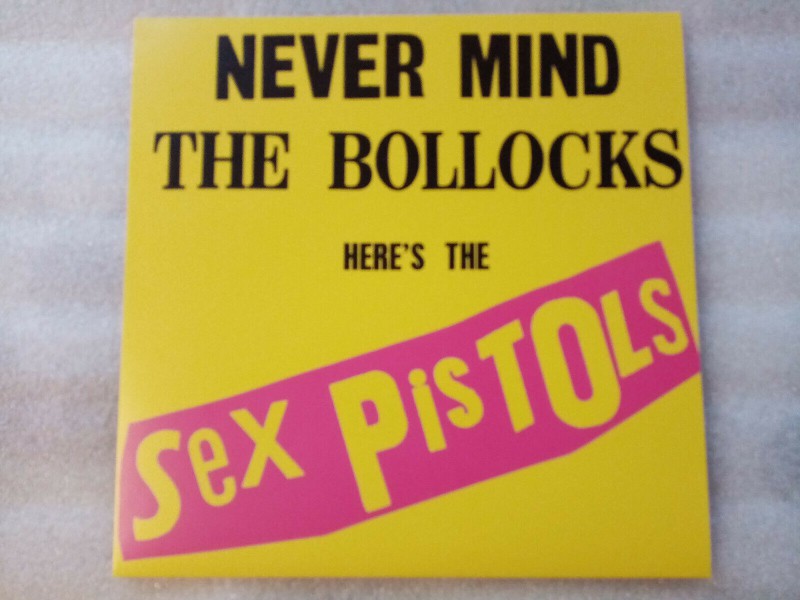 NEVER MIND
THE BOLLOCKS
HERE'S THE
Sex PisTOLS